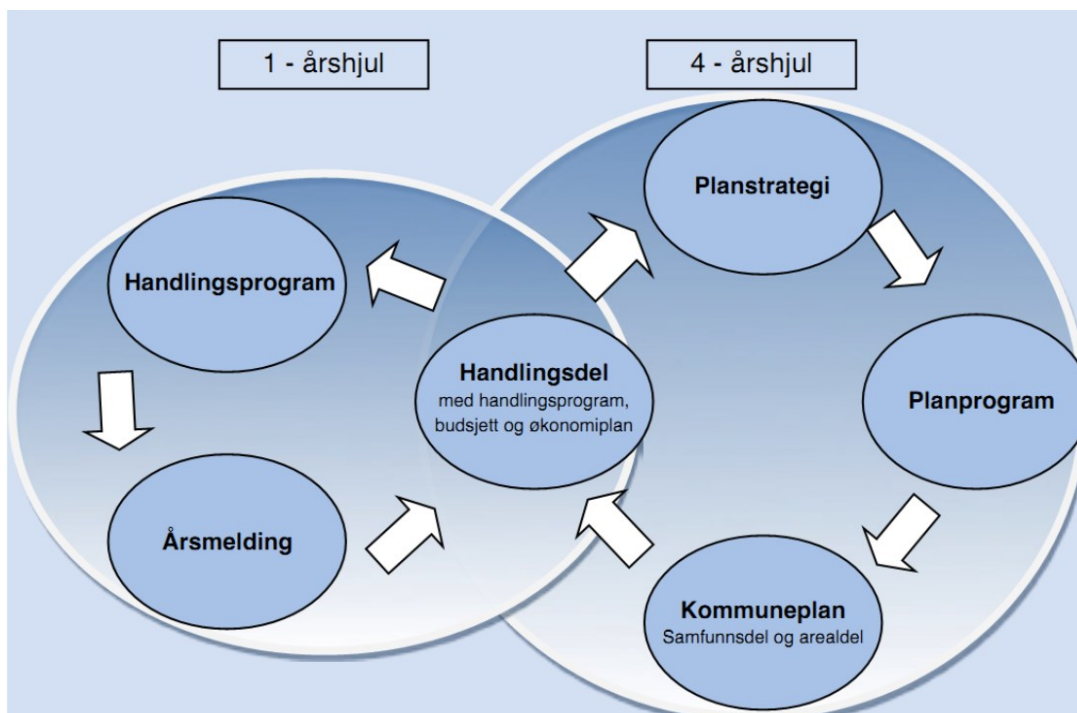 1 - årshjul
4 - årshjul
Planstrategi
Handlingsprogram
Handlingsdel
med handlingsprogram,
budsjett og økonomiplan
Planprogram
Årsmelding
Kommuneplan
Samfunnsdel og arealdel